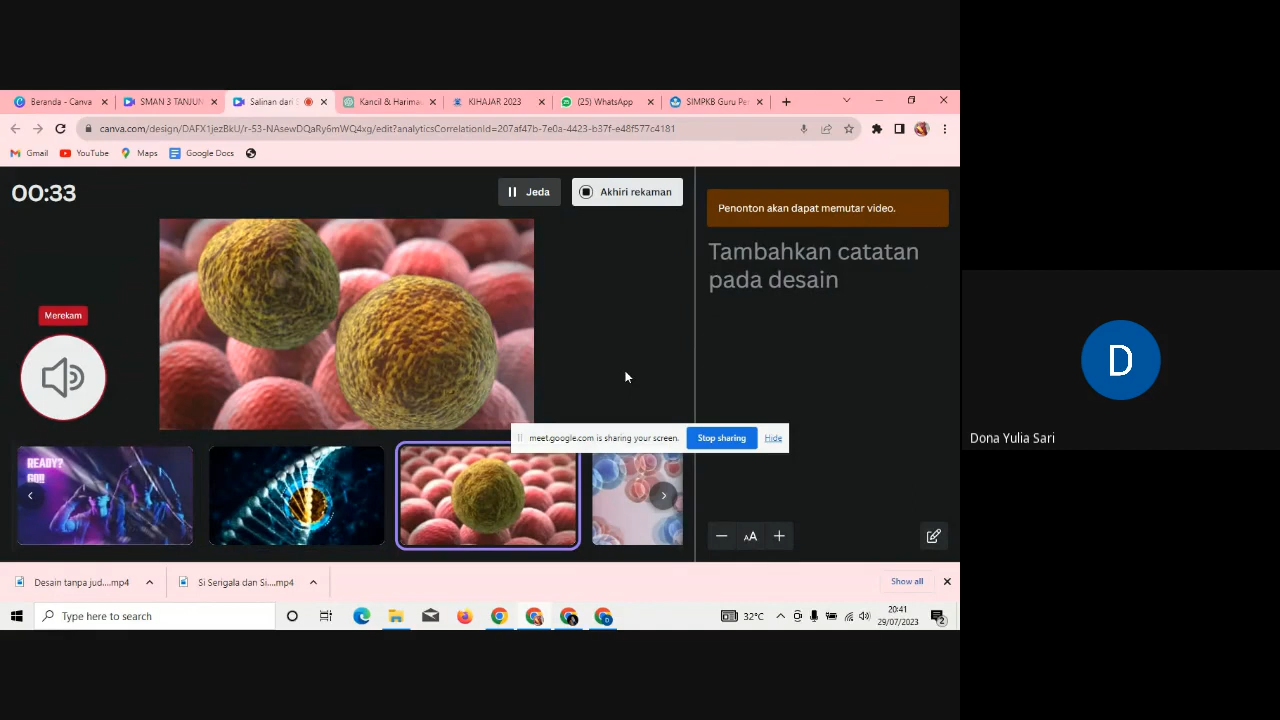 Beranda - Canva
SMAN 3 TANJUN
Salinan dari
Kancil & Harima
KIHAJAR 2023
(25) WhatsApp
SIMPKB Guru Pe
canva.com/design/DAFX1jezBkU/r-53-NAsewDQaRy6mWQ4xg/edit?analyticsCorrelationId=207af47b-7e0a-4423-b37f-e48f577c4181
Gmail
YouTube
Maps
Google Docs
00:33
Jeda
Akhiri rekaman
Penonton akan dapat memutar video.
Tambahkan catatan
pada desain
Merekam
meet.google.com is sharing your screen.
Stop sharing
Hide
READY?
GO!!
AA
D
Dona Yulia Sari
Desain tanpa jud....mp4
Si Serigala dan Si....mp4
Show all
Type here to search
32°C
20:41
29/07/2023
2